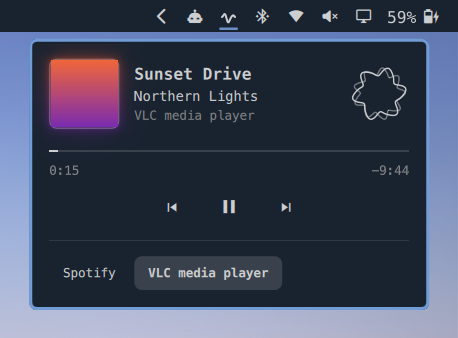 59%
Sunset Drive
Northern Lights
VLC media player
0:15
−9:44
Spotify
VLC media player